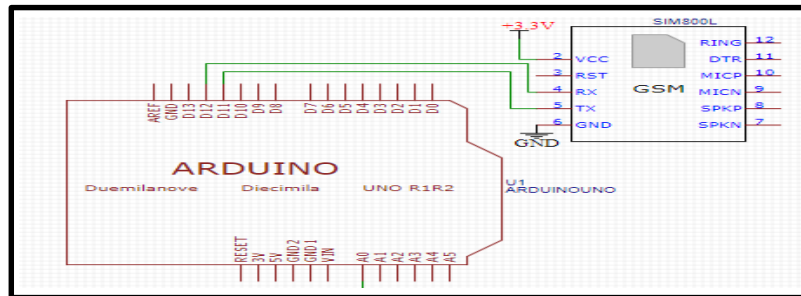 SIM800L
+3.3V
2 VCC RING 12
3 RST DTR 11
4 RX MICP 10
GSM
5 TX MICN 9
SPKP 8
6 GND SPKN 7
GND
AREF GND D13 D12 D11 D10 D9 D8 D7 D6 D5 D4 D3 D2 D1 D0
ARDUINO
Duemilanove Diecimila UNO R1R2
U1
ARDUINOUNO
RESET 3V 5V GND2 GND1 VIN A0 A1 A2 A3 A4 A5